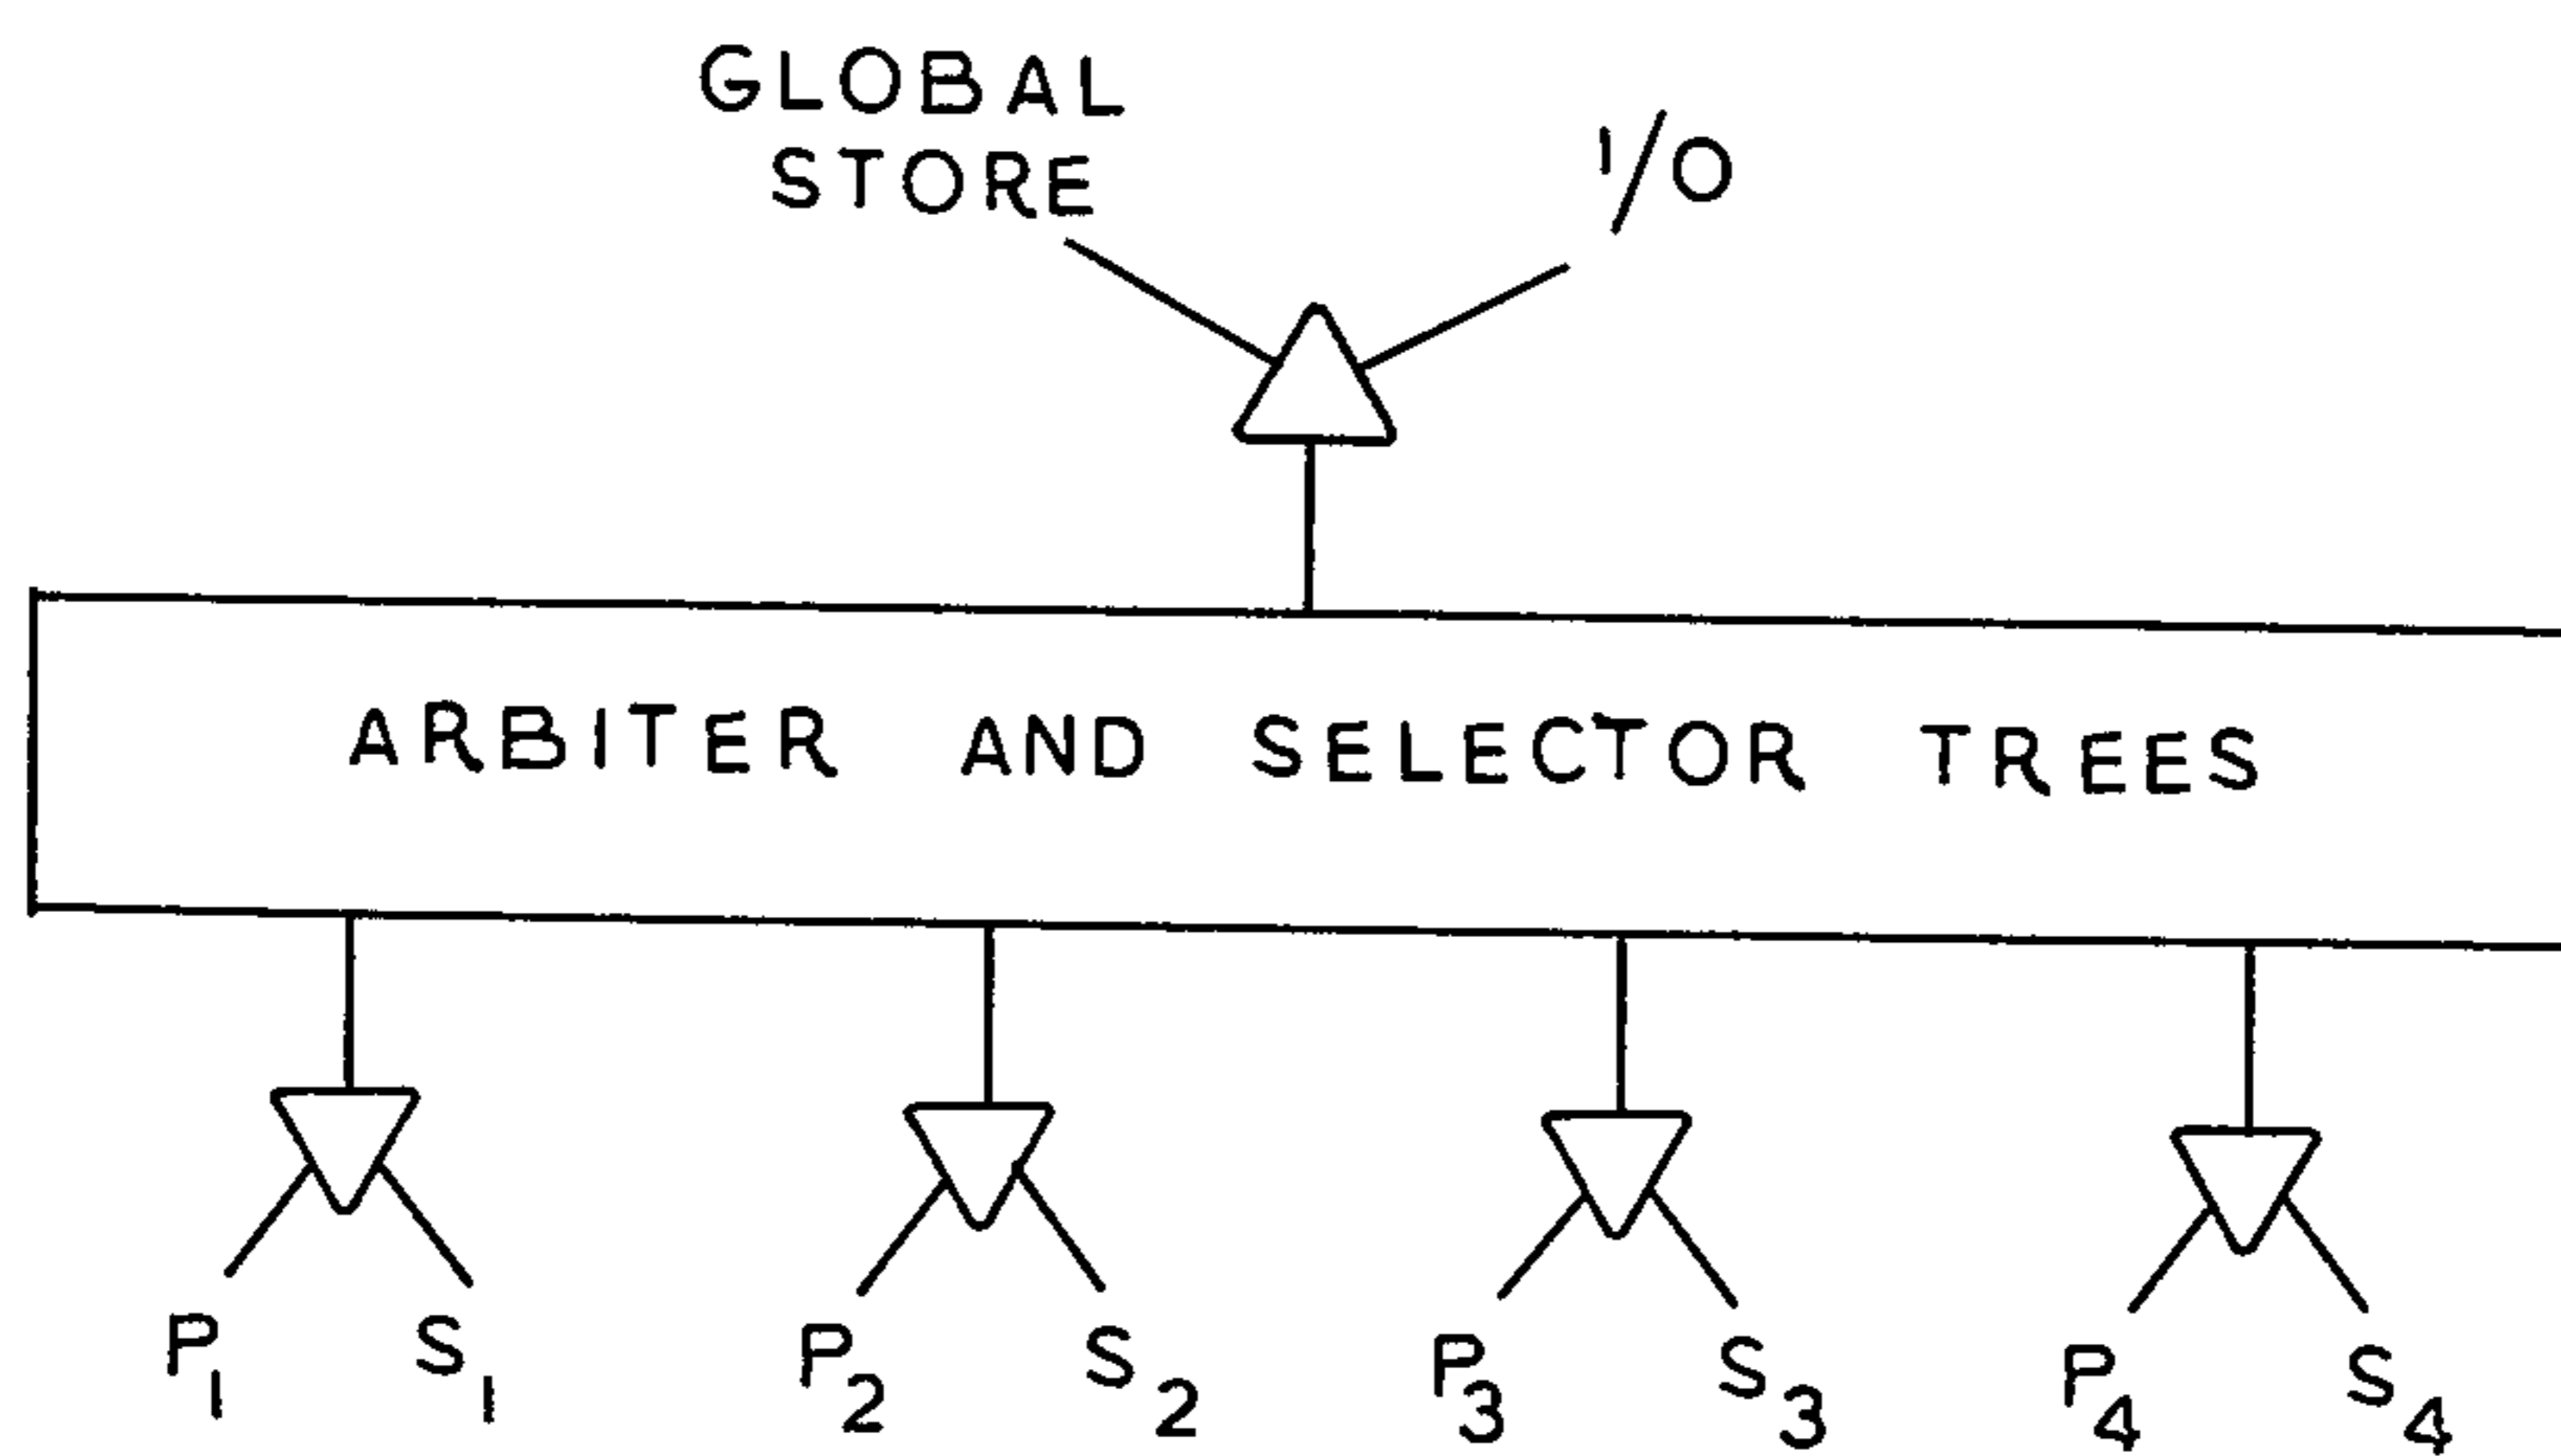 GLOBAL
STORE
I/O
ARBITER AND SELECTOR TREES
P1 S1 P2 S2 P3 S3 P4 S4